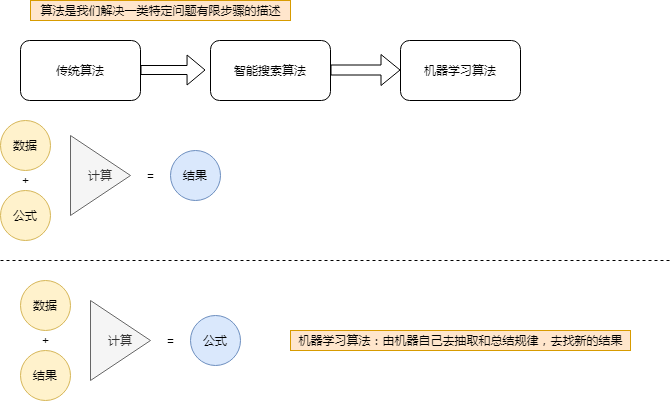 算法是我们解决一类特定问题有限步骤的描述
传统算法
智能搜索算法
机器学习算法
数据
+
公式
计算
=
结果
数据
+
结果
计算
=
公式
机器学习算法：由机器自己去抽取和总结规律，去找新的结果